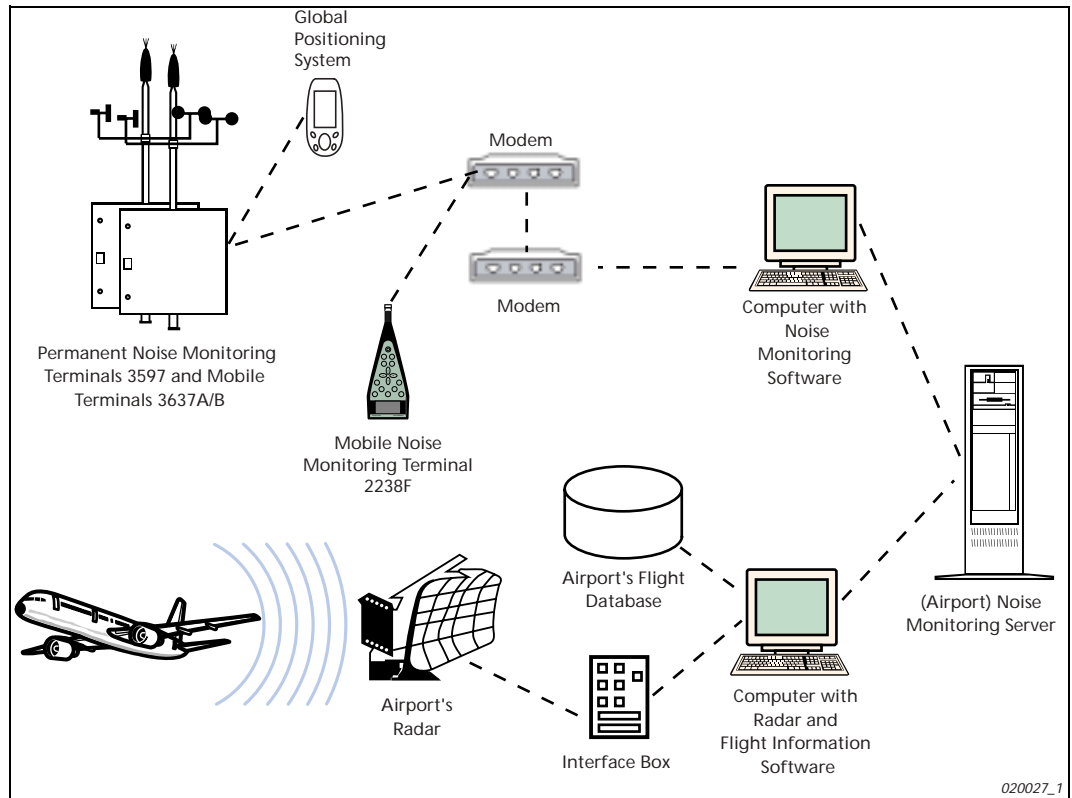 Global
Positioning
System
Modem
Modem
Computer with
Noise
Monitoring
Software
Permanent Noise Monitoring
Terminals 3597 and Mobile
Terminals 3637A/B
Mobile Noise
Monitoring Terminal
2238F
Airport's Flight
Database
(Airport) Noise
Monitoring Server
Airport's
Radar
Interface Box
Computer with
Radar and
Flight Information
Software
020027_1